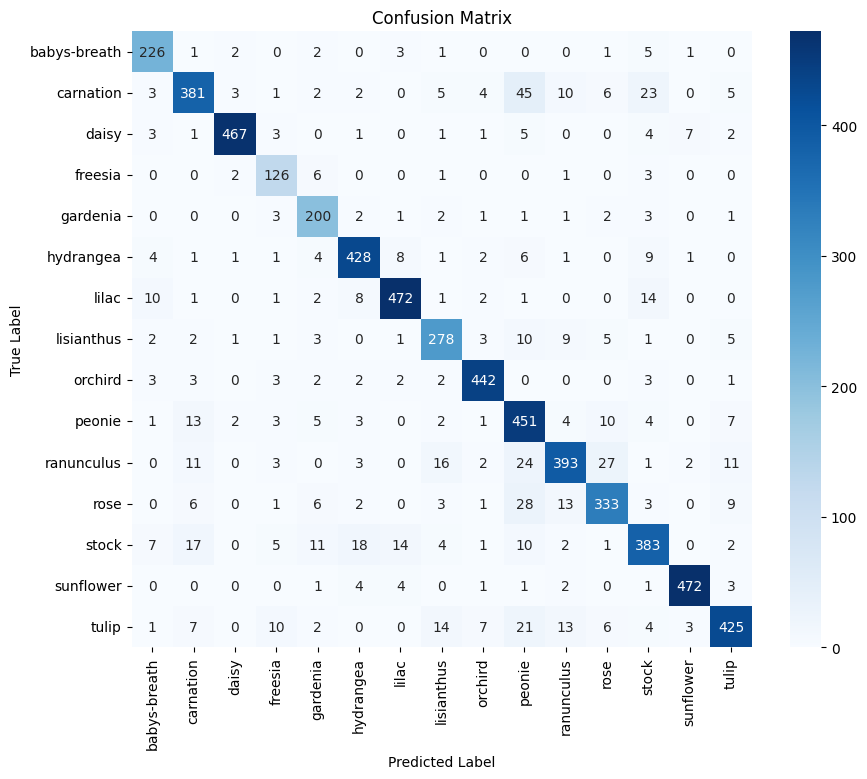 Confusion Matrix
babys-breath 226 1 2 0 2 0 3 1 0 0 0 1 5 1 0
carnation 3 381 3 1 2 2 0 5 4 45 10 6 23 0 5
400
daisy 3 1 467 3 0 1 0 1 1 5 0 0 4 7 2
freesia 0 0 2 126 6 0 0 1 0 0 1 0 3 0 0
gardenia 0 0 0 3 200 2 1 2 1 1 1 2 3 0 1
300
hydrangea 4 1 1 1 4 428 8 1 2 6 1 0 9 1 0
lilac 10 1 0 1 2 8 472 1 2 1 0 0 14 0 0
True Label
lisianthus 2 2 1 1 3 0 1 278 3 10 9 5 1 0 5
200
orchird 3 3 0 3 2 2 2 2 442 0 0 0 3 0 1
peonie 1 13 2 3 5 3 0 2 1 451 4 10 4 0 7
ranunculus 0 11 0 3 0 3 0 16 2 24 393 27 1 2 11
100
rose 0 6 0 1 6 2 0 3 1 28 13 333 3 0 9
stock 7 17 0 5 11 18 14 4 1 10 2 1 383 0 2
sunflower 0 0 0 0 1 4 4 0 1 1 2 0 1 472 3
tulip 1 7 0 10 2 0 0 14 7 21 13 6 4 3 425
0
babys-breath
carnation
daisy
freesia
gardenia
hydrangea
lilac
lisianthus
orchird
peonie
ranunculus
rose
stock
sunflower
tulip
Predicted Label